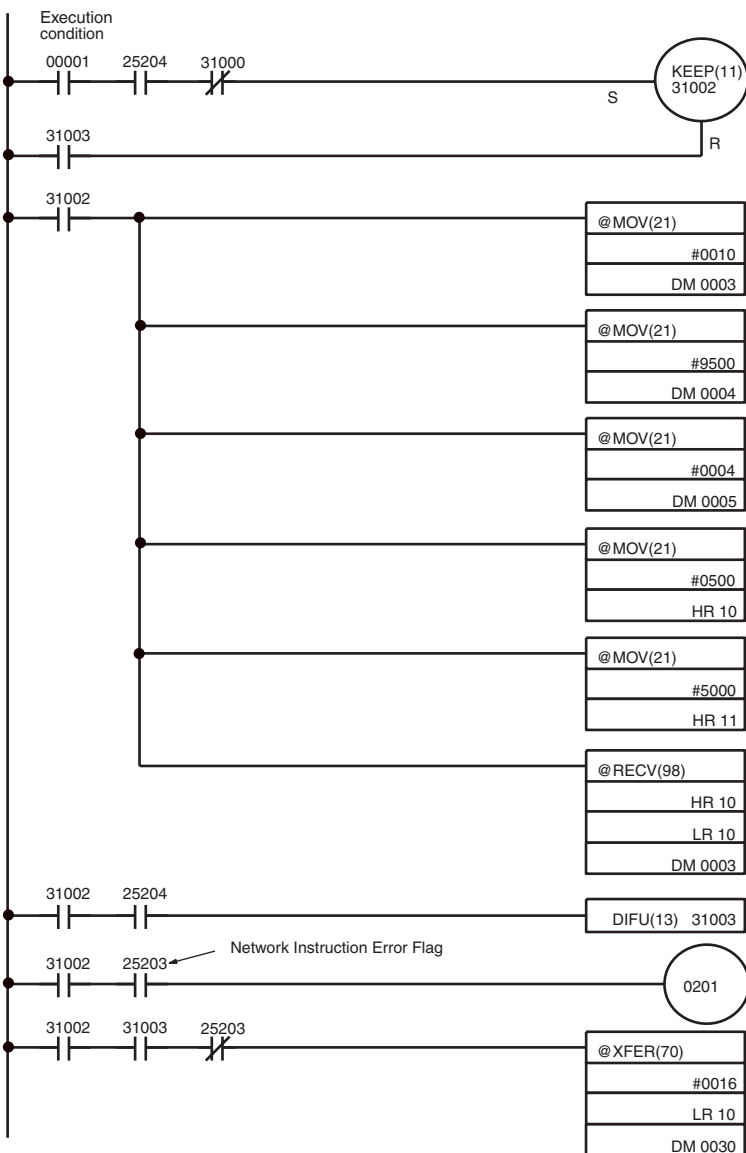 Execution
condition
00001 25204 31000
KEEP(11)
31002
S
31003
R
31002
@MOV(21)
#0010
DM 0003
@MOV(21)
#9500
DM 0004
@MOV(21)
#0004
DM 0005
@MOV(21)
#0500
HR 10
@MOV(21)
#5000
HR 11
@RECV(98)
HR 10
LR 10
DM 0003
31002 25204
DIFU(13) 31003
Network Instruction Error Flag
31002 25203
0201
31002 31003 25203
@XFER(70)
#0016
LR 10
DM 0030